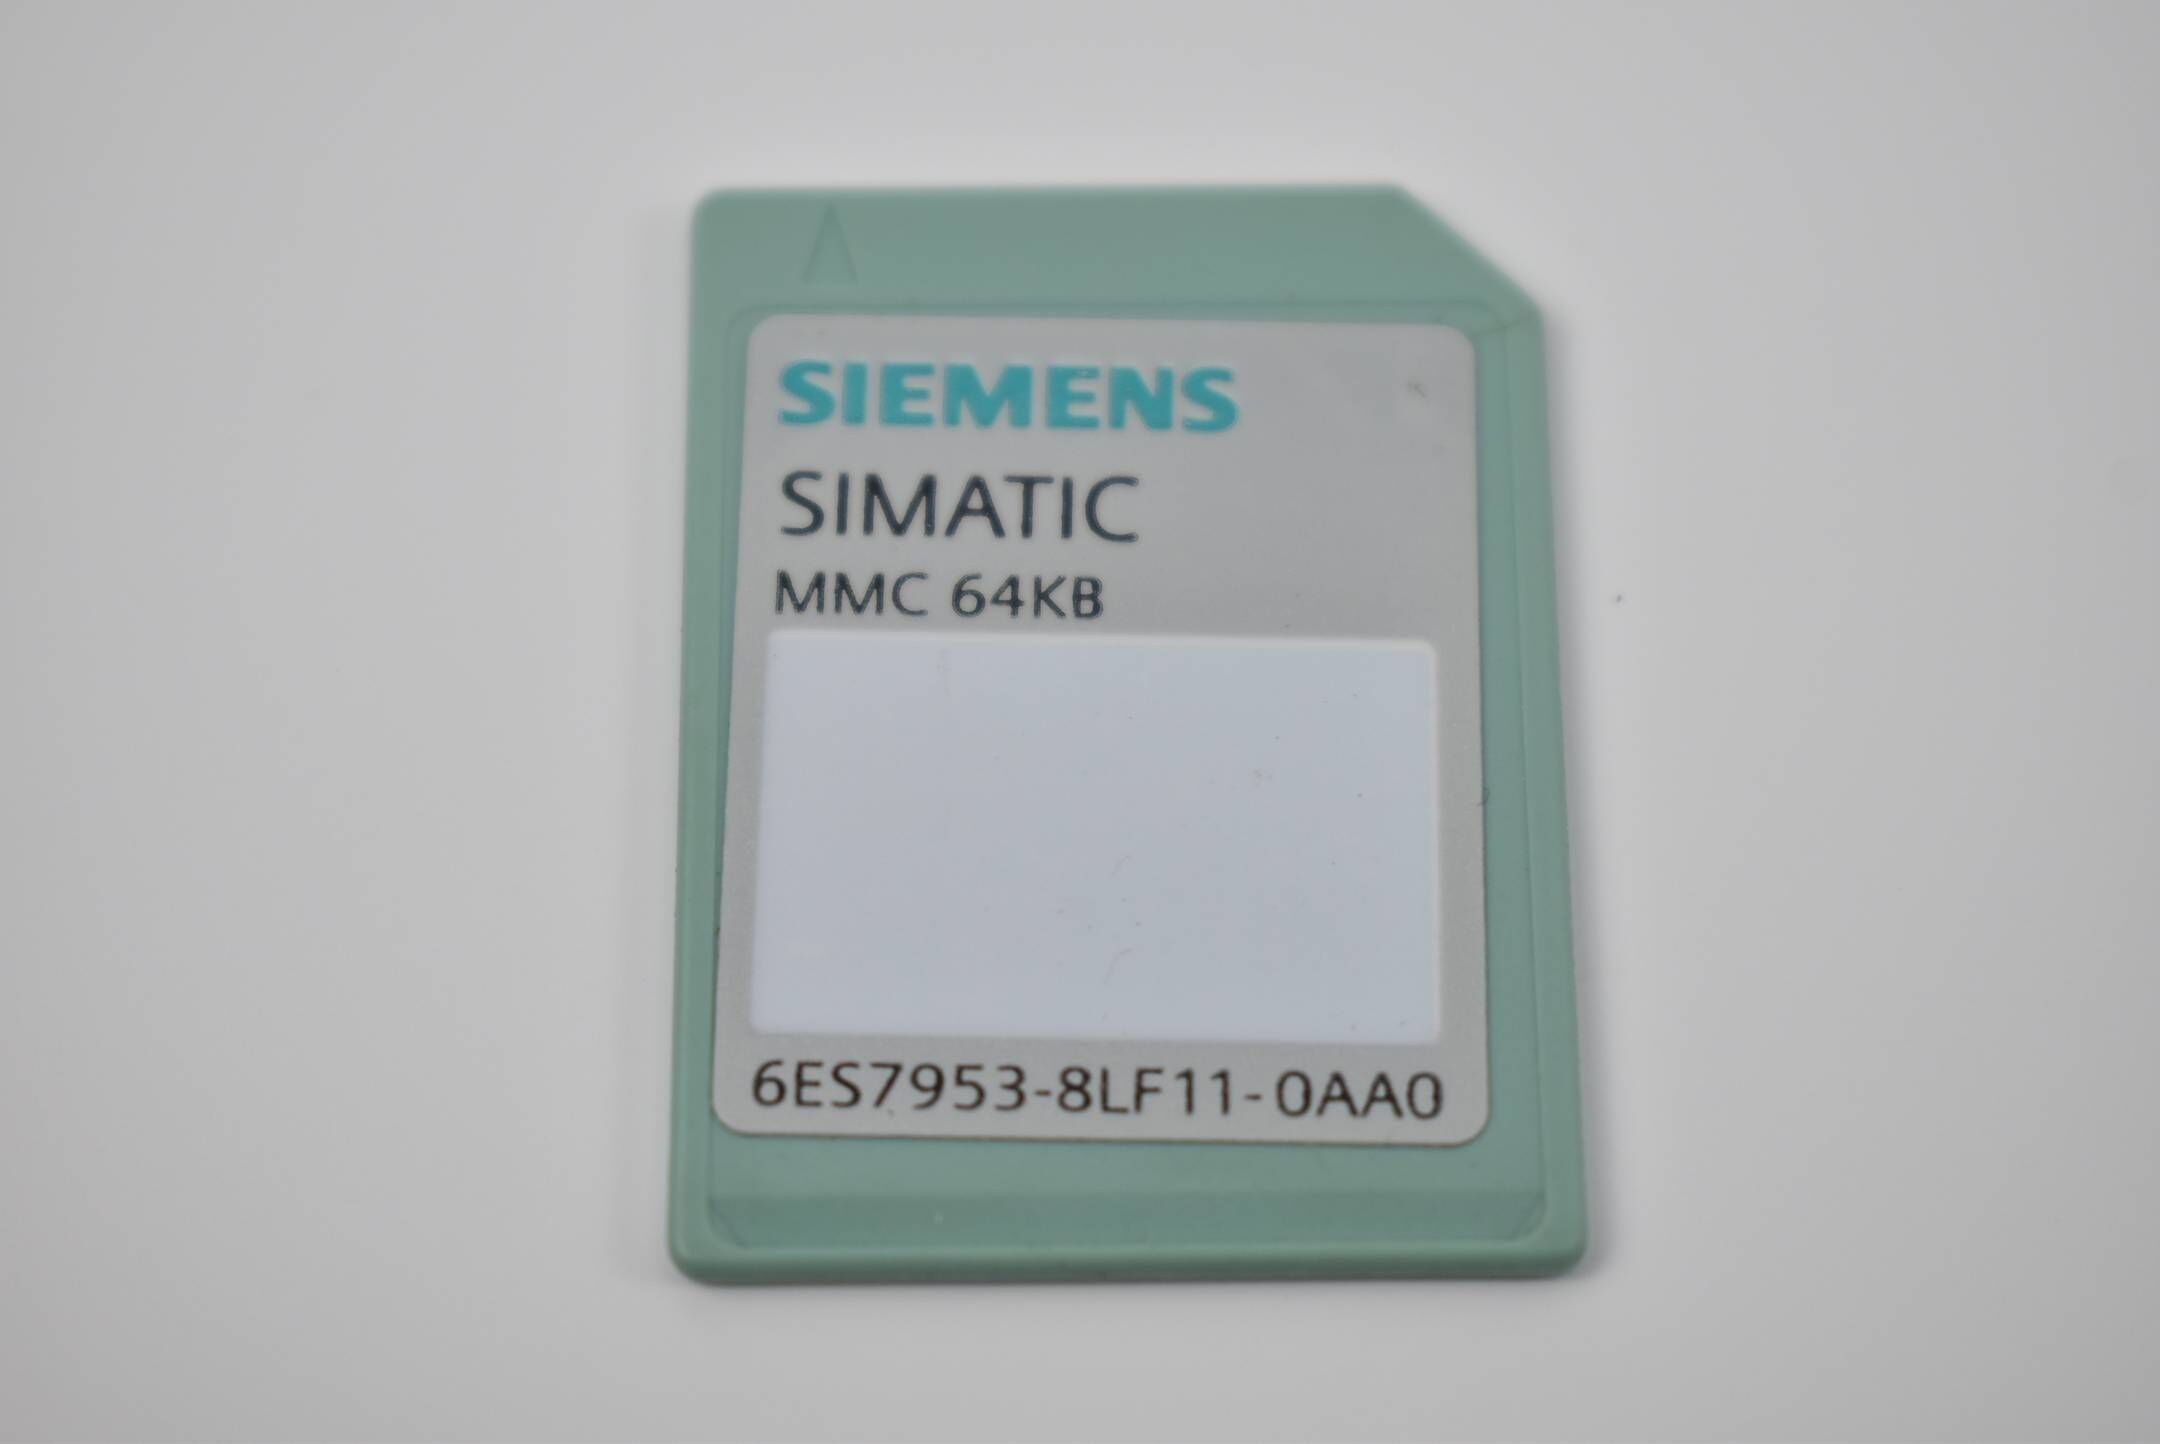 SIEMENS
SIMATIC
MMC 64KB
6ES7953-8LF11-0AA0